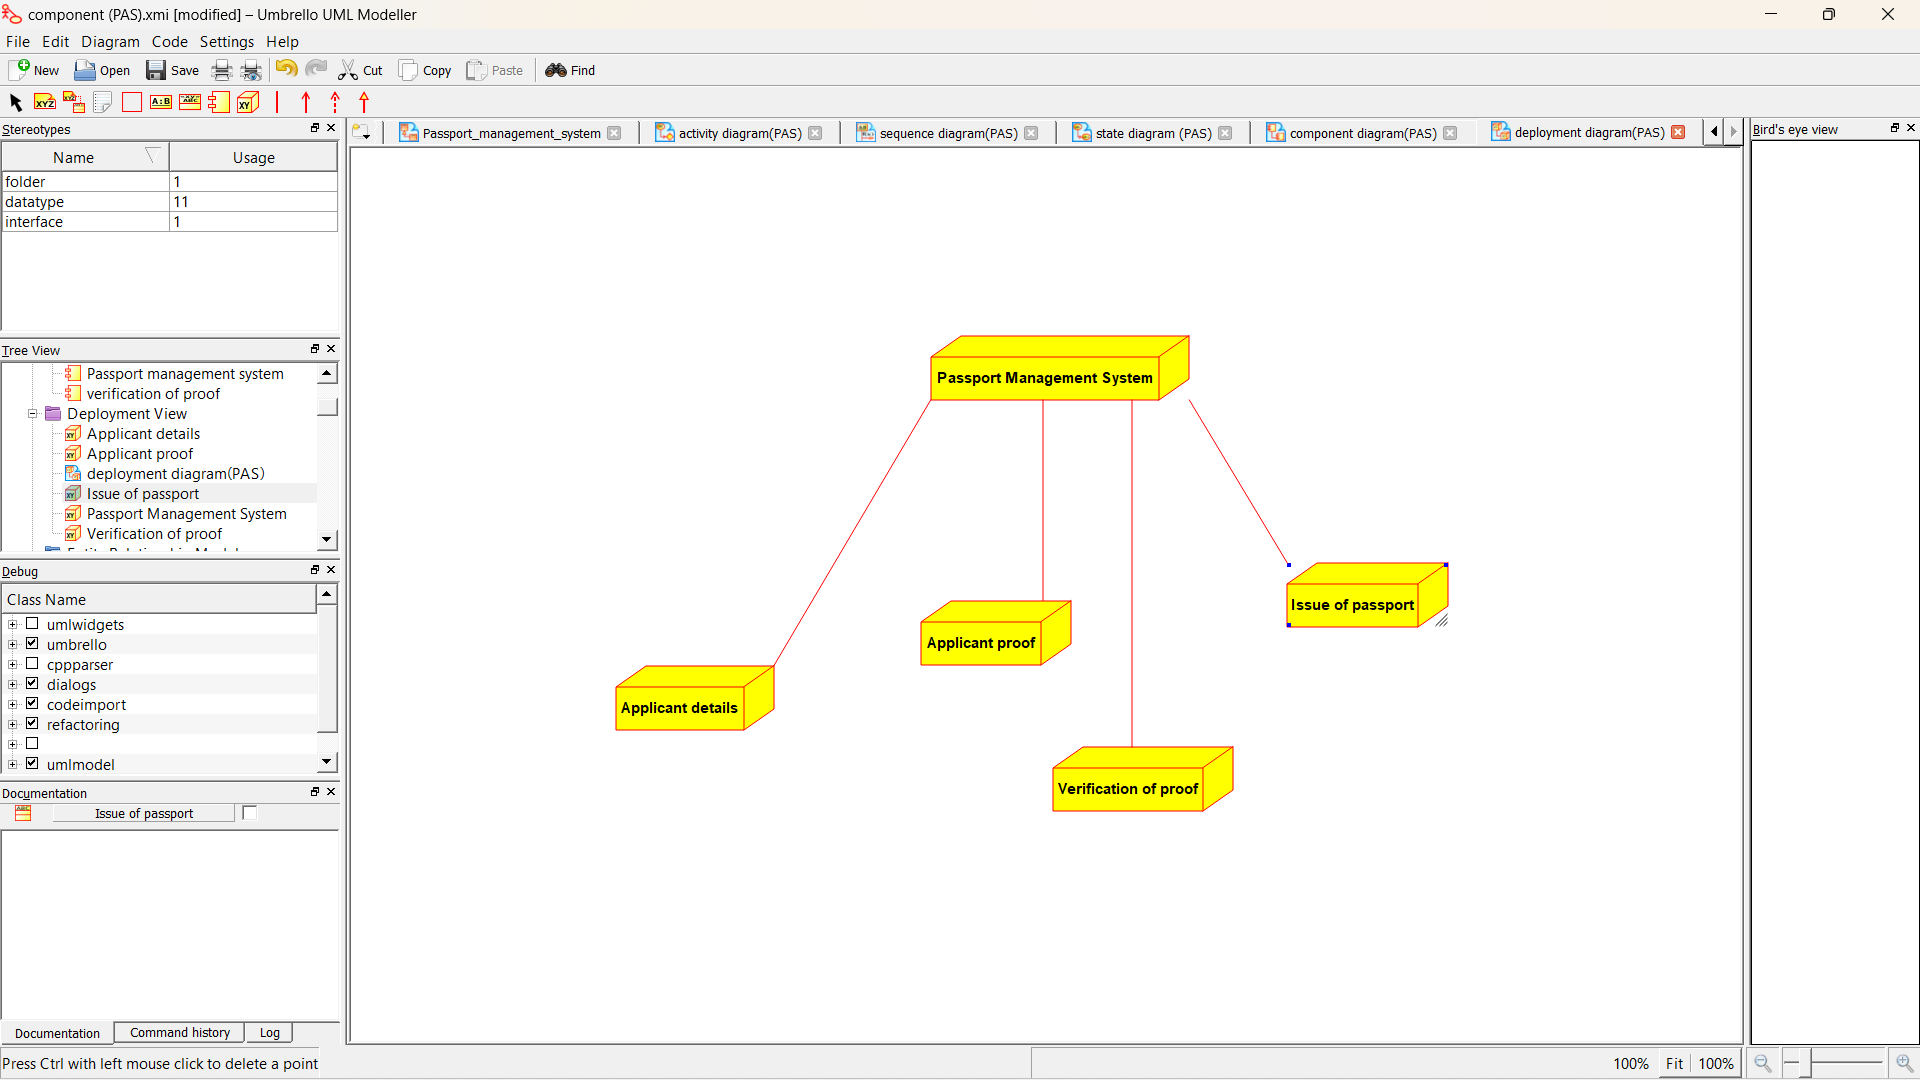 component (PAS).xmi [modified] – Umbrello UML Modeller
File Edit Diagram Code Settings Help
New Open Save Cut Copy Paste Find
XYZ A:B ABC XY
Stereotypes
Name Usage
folder 1
datatype 11
interface 1
Tree View
Passport management system
verification of proof
Deployment View
Applicant details
Applicant proof
deployment diagram(PAS)
Issue of passport
Passport Management System
Verification of proof
Debug
Class Name
umlwidgets
umbrello
cppparser
dialogs
codeimport
refactoring
umlmodel
Documentation
Issue of passport
Documentation Command history Log
Press Ctrl with left mouse click to delete a point
Passport_management_system activity diagram(PAS) sequence diagram(PAS) state diagram (PAS) component diagram(PAS) deployment diagram(PAS)
Passport Management System
Issue of passport
Applicant proof
Applicant details
Verification of proof
Bird's eye view
100% Fit 100%